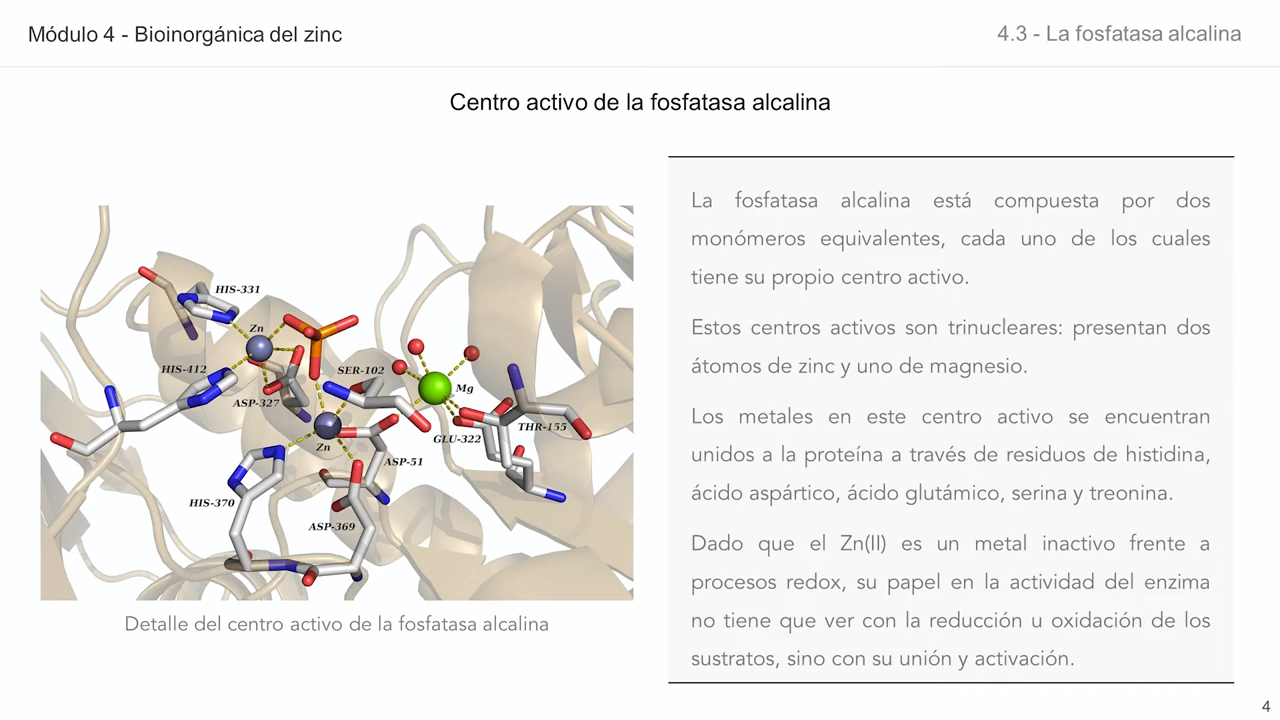 Módulo 4 - Bioinorgánica del zinc
4.3 - La fosfatasa alcalina
Centro activo de la fosfatasa alcalina
HIS-331
Zn
HIS-412
ASP-327
SER-102
Mg
GLU-322
THR-155
Zn
ASP-51
HIS-370
ASP-369
Detalle del centro activo de la fosfatasa alcalina
La fosfatasa alcalina está compuesta por dos
monómeros equivalentes, cada uno de los cuales
tiene su propio centro activo.
Estos centros activos son trinucleares: presentan dos
átomos de zinc y uno de magnesio.
Los metales en este centro activo se encuentran
unidos a la proteína a través de residuos de histidina,
ácido aspártico, ácido glutámico, serina y treonina.
Dado que el Zn(II) es un metal inactivo frente a
procesos redox, su papel en la actividad del enzima
no tiene que ver con la reducción u oxidación de los
sustratos, sino con su unión y activación.
4